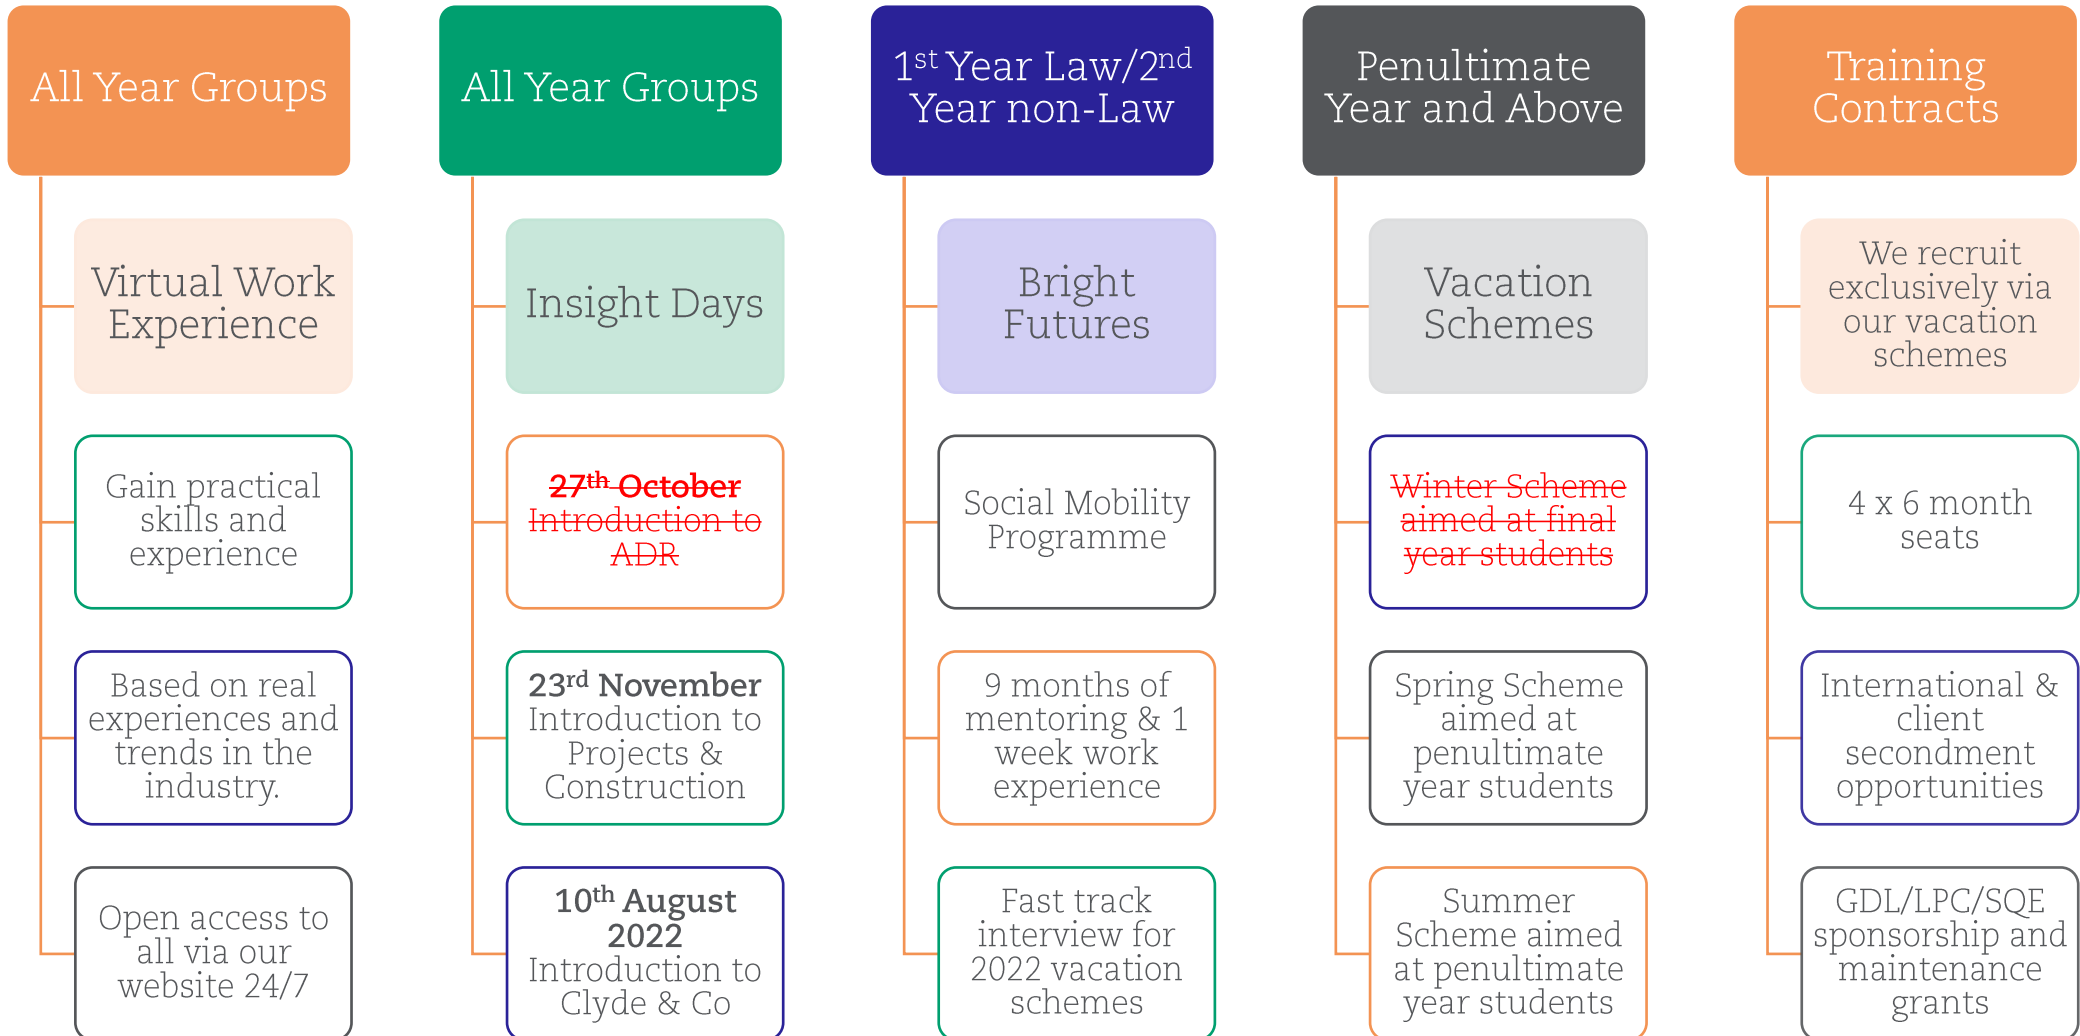 All Year Groups
Virtual Work
Experience
Gain practical
skills and
experience
Based on real
experiences and
trends in the
industry.
Open access to
all via our
website 24/7
All Year Groups
Insight Days
27th October
Introduction to
ADR
23rd November
Introduction to
Projects &
Construction
10th August
2022
Introduction to
Clyde & Co
1st Year Law/2nd
Year non-Law
Bright
Futures
Social Mobility
Programme
9 months of
mentoring & 1
week work
experience
Fast track
interview for
2022 vacation
schemes
Penultimate
Year and Above
Vacation
Schemes
Winter Scheme
aimed at final
year students
Spring Scheme
aimed at
penultimate
year students
Summer
Scheme aimed
at penultimate
year students
Training
Contracts
We recruit
exclusively via
our vacation
schemes
4 x 6 month
seats
International &
client
secondment
opportunities
GDL/LPC/SQE
sponsorship and
maintenance
grants